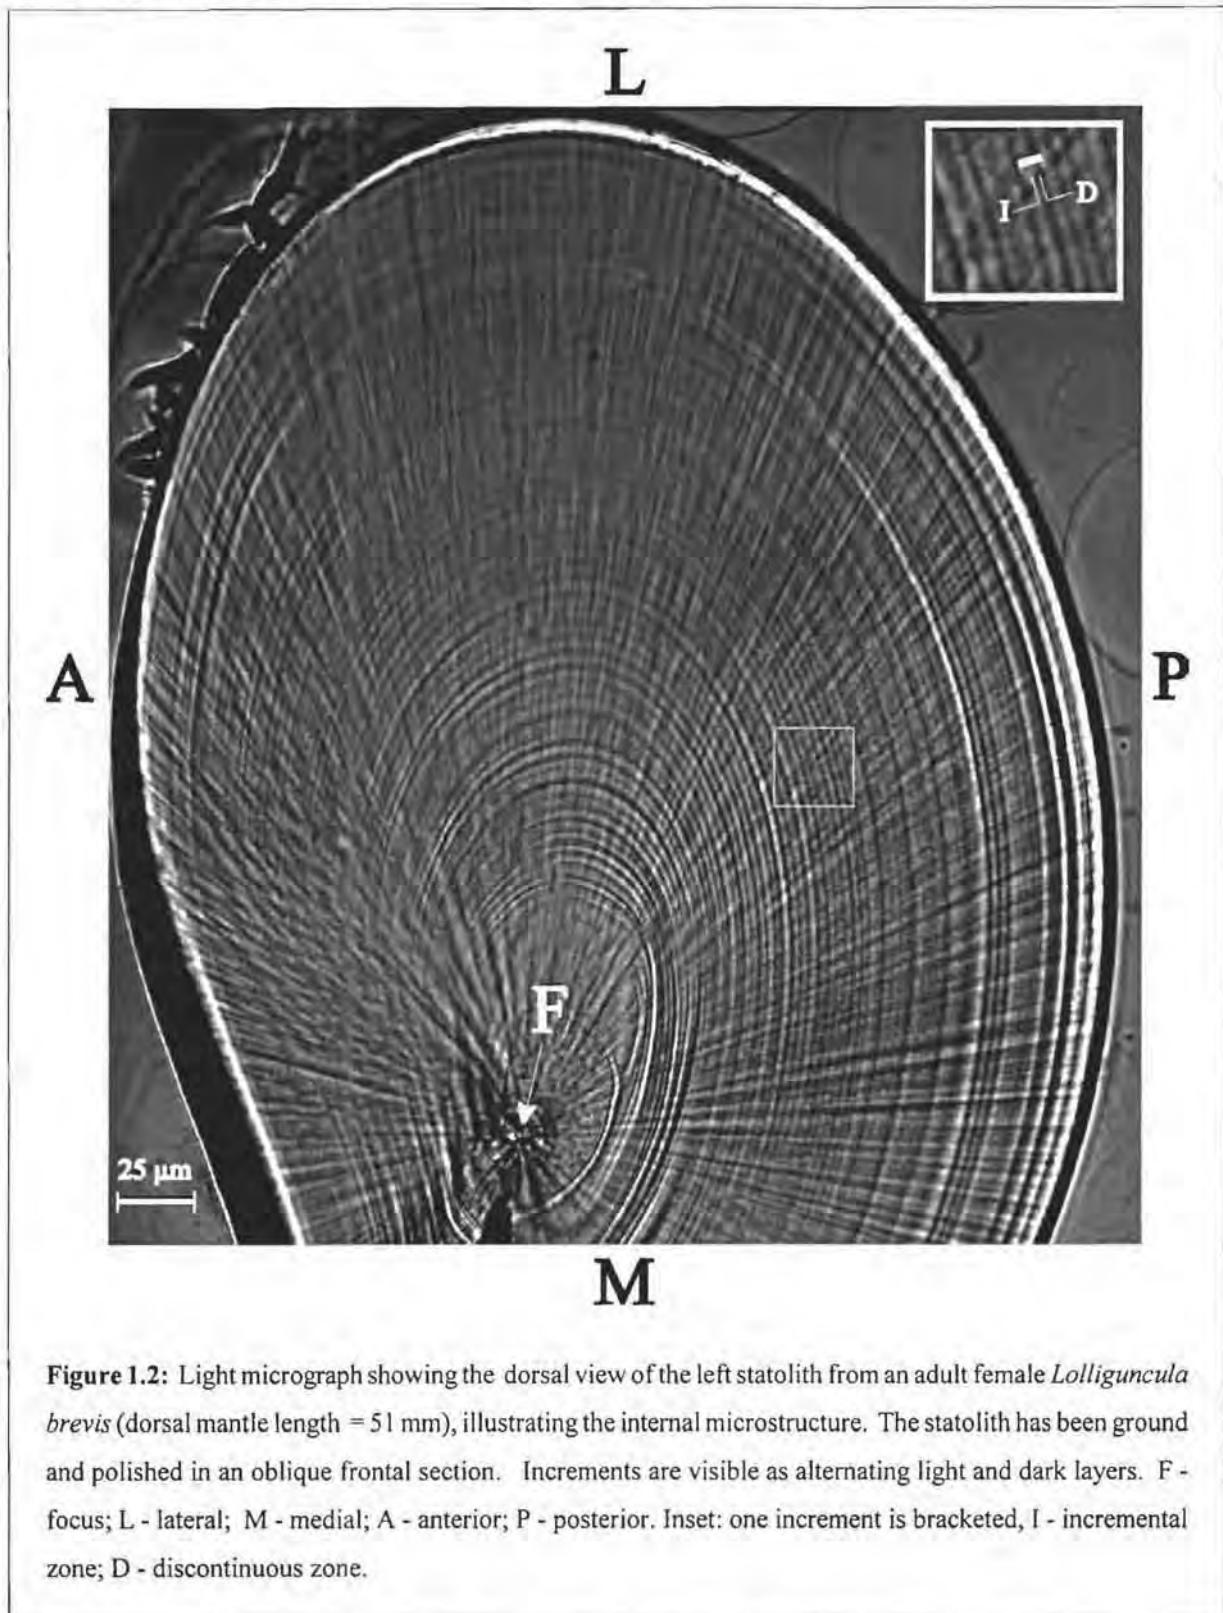 L
I
D
A
P
F
25 µm
M
Figure 1.2: Light micrograph showing the dorsal view of the left statolith from an adult female Lolliguncula
brevis (dorsal mantle length = 51 mm), illustrating the internal microstructure. The statolith has been ground
and polished in an oblique frontal section. Increments are visible as alternating light and dark layers. F -
focus; L - lateral; M - medial; A - anterior; P - posterior. Inset: one increment is bracketed, I - incremental
zone; D - discontinuous zone.